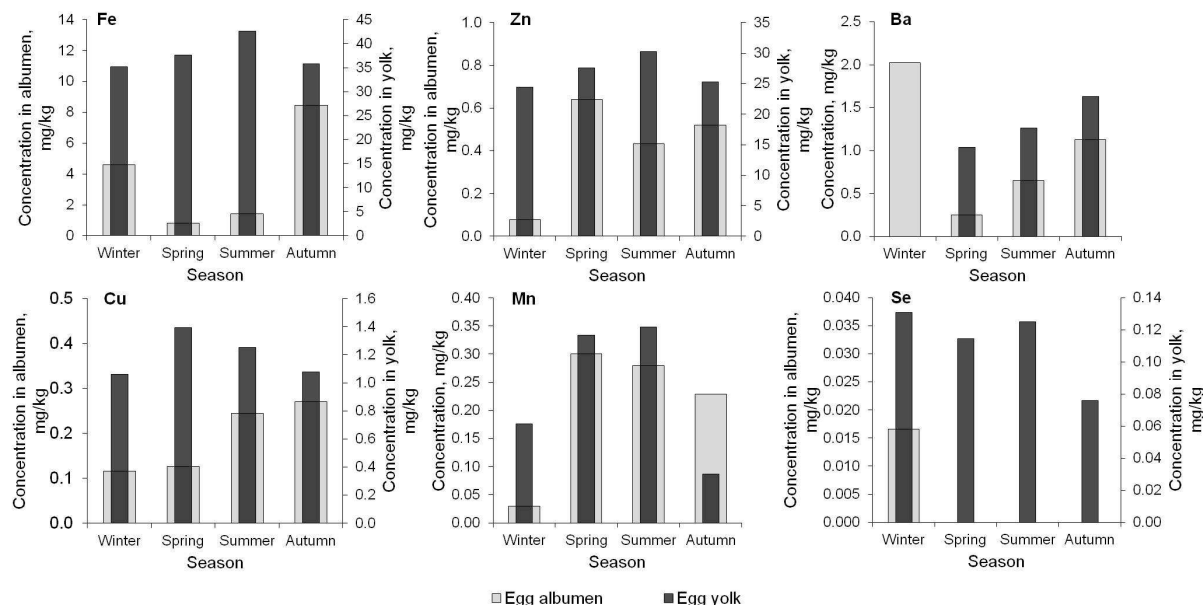 Fe
Concentration in albumen,
mg/kg
14
12
10
8
6
4
2
0
45
40
35
30
25
20
15
10
5
0
Concentration in yolk,
mg/kg
Winter Spring Summer Autumn
Season
Zn
Concentration in albumen,
mg/kg
1.0
0.8
0.6
0.4
0.2
0.0
35
30
25
20
15
10
5
0
Concentration in yolk,
mg/kg
Winter Spring Summer Autumn
Season
Ba
Concentration, mg/kg
2.5
2.0
1.5
1.0
0.5
0.0
Winter Spring Summer Autumn
Season
Cu
Concentration in albumen,
mg/kg
0.5
0.4
0.3
0.2
0.1
0.0
1.6
1.4
1.2
1.0
0.8
0.6
0.4
0.2
0.0
Concentration in yolk,
mg/kg
Winter Spring Summer Autumn
Season
Mn
Concentration, mg/kg
0.40
0.35
0.30
0.25
0.20
0.15
0.10
0.05
0.00
Winter Spring Summer Autumn
Season
Se
Concentration in albumen,
mg/kg
0.040
0.035
0.030
0.025
0.020
0.015
0.010
0.005
0.000
0.14
0.12
0.10
0.08
0.06
0.04
0.02
0.00
Concentration in yolk,
mg/kg
Winter Spring Summer Autumn
Season
Egg albumen Egg yolk